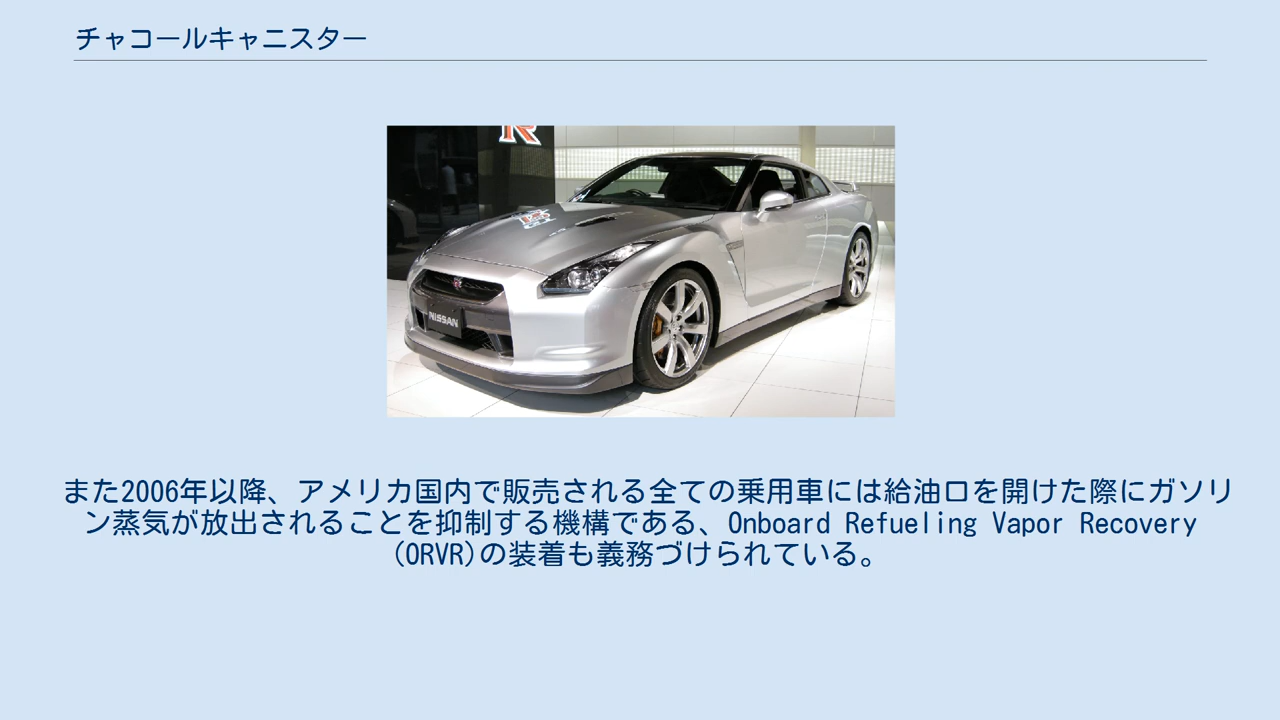 チャコールキャニスター
R
NISSAN
また2006年以降、アメリカ国内で販売される全ての乗用車には給油口を開けた際にガソリ
ン蒸気が放出されることを抑制する機構である、Onboard Refueling Vapor Recovery
(ORVR)の装着も義務づけられている。